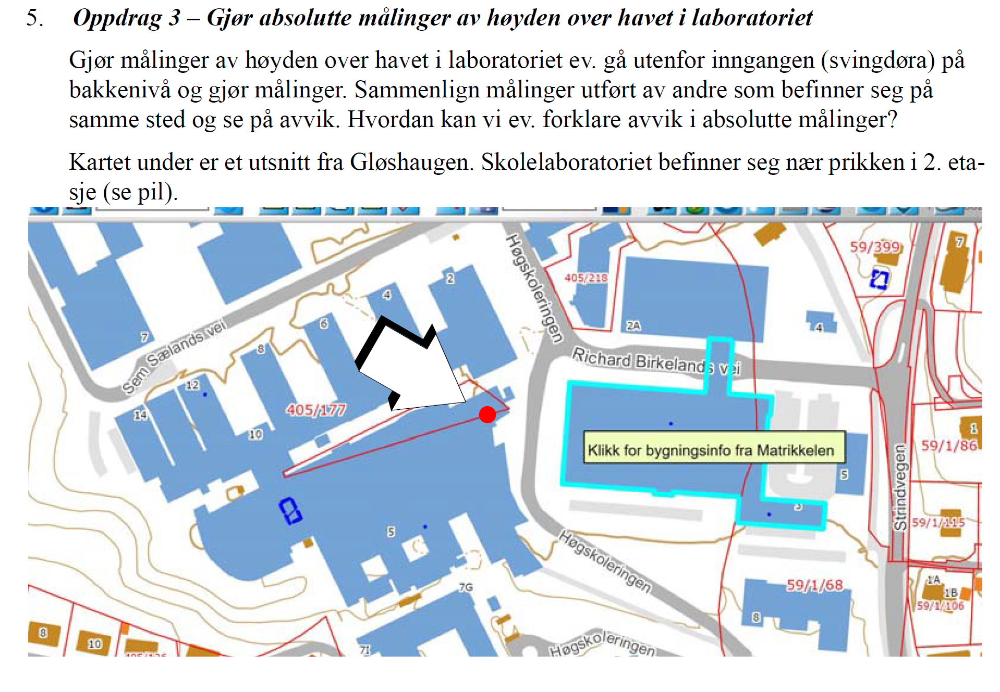 5. Oppdrag 3 – Gjør absolutte målinger av høyden over havet i laboratoriet
Gjør målinger av høyden over havet i laboratoriet ev. gå utenfor inngangen (svingdøra) på
bakkenivå og gjør målinger. Sammenlign målinger utført av andre som befinner seg på
samme sted og se på avvik. Hvordan kan vi ev. forklare avvik i absolutte målinger?
Kartet under er et utsnitt fra Gløshaugen. Skolelaboratoriet befinner seg nær prikken i 2. eta-
sje (se pil).
Høgskoleringen
59/399
7
405/218
2
4
6
2A
4
7
Sem Sælands vei
8
Richard Birkelands vei
12
405/177
14
10
1
Klikk for bygningsinfo fra Matrikkelen
59/1/86
5
Strindvegen
3
59/1/115
5
Høgskoleringen
7G
59/1/68
1A
1B
59/1/106
8
8
10
7I
Høgskoleringen